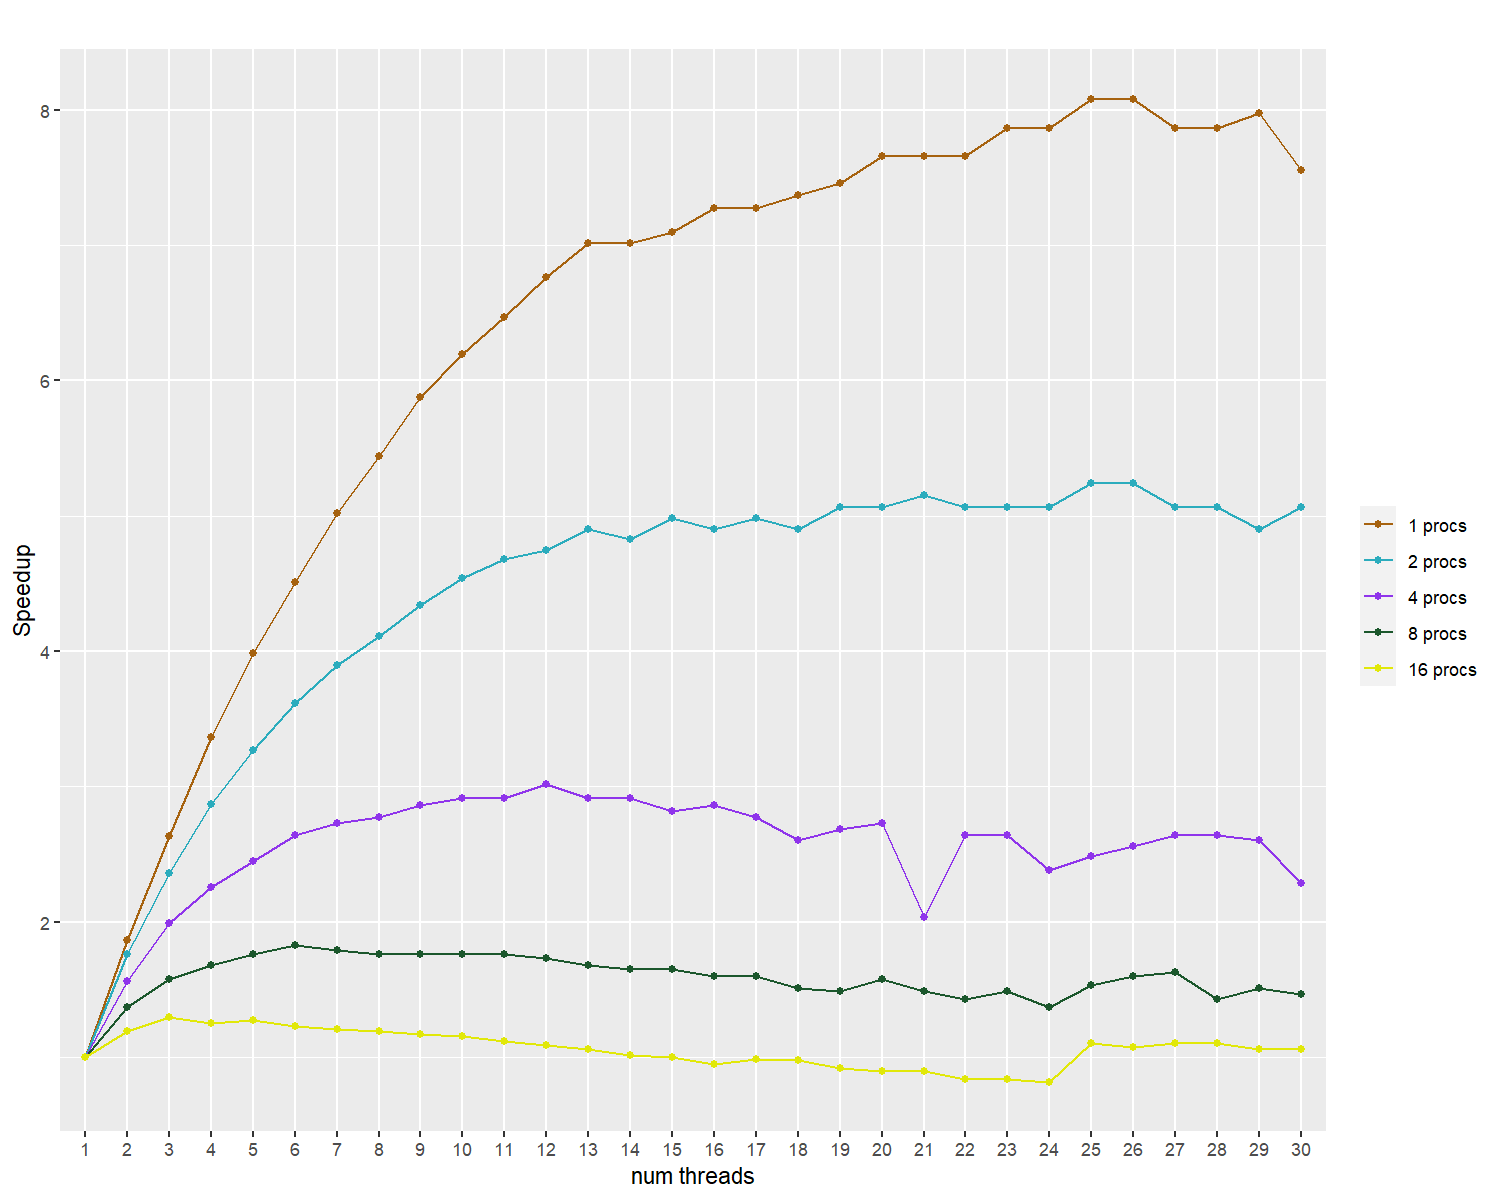 8
6
4
2
Speedup
1 2 3 4 5 6 7 8 9 10 11 12 13 14 15 16 17 18 19 20 21 22 23 24 25 26 27 28 29 30
num threads
1 procs
2 procs
4 procs
8 procs
16 procs